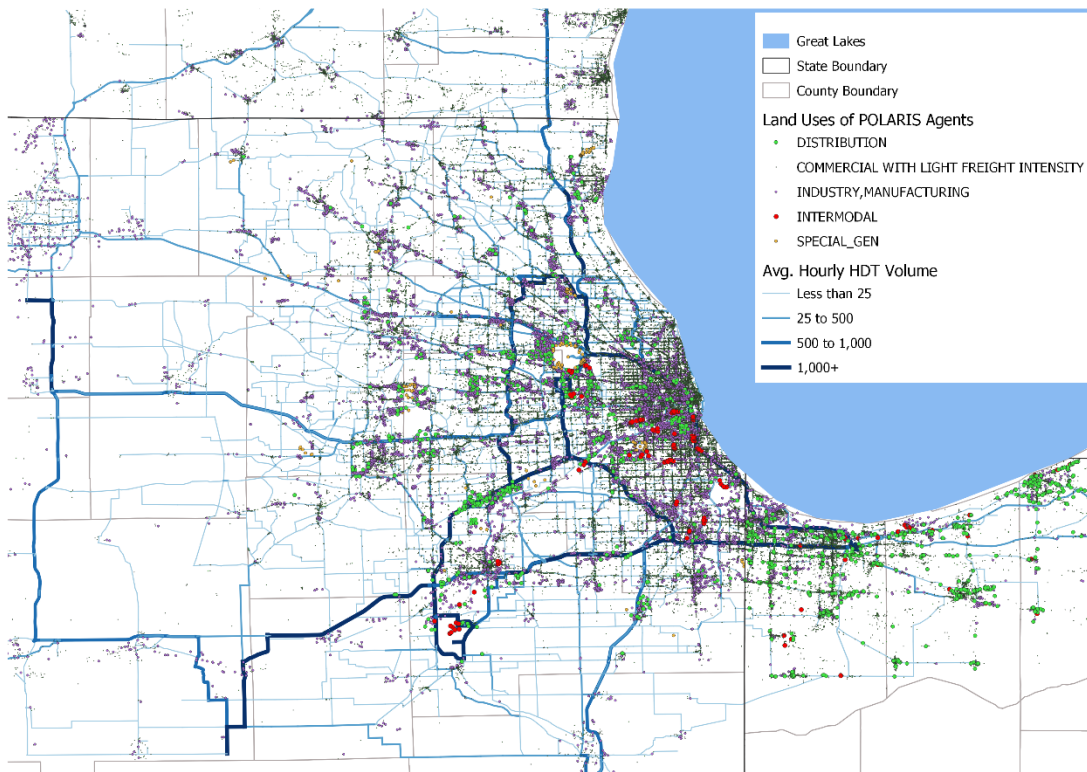 Great Lakes
State Boundary
County Boundary
Land Uses of POLARIS Agents
DISTRIBUTION
COMMERCIAL WITH LIGHT FREIGHT INTENSITY
INDUSTRY,MANUFACTURING
INTERMODAL
SPECIAL_GEN
Avg. Hourly HDT Volume
Less than 25
25 to 500
500 to 1,000
1,000+